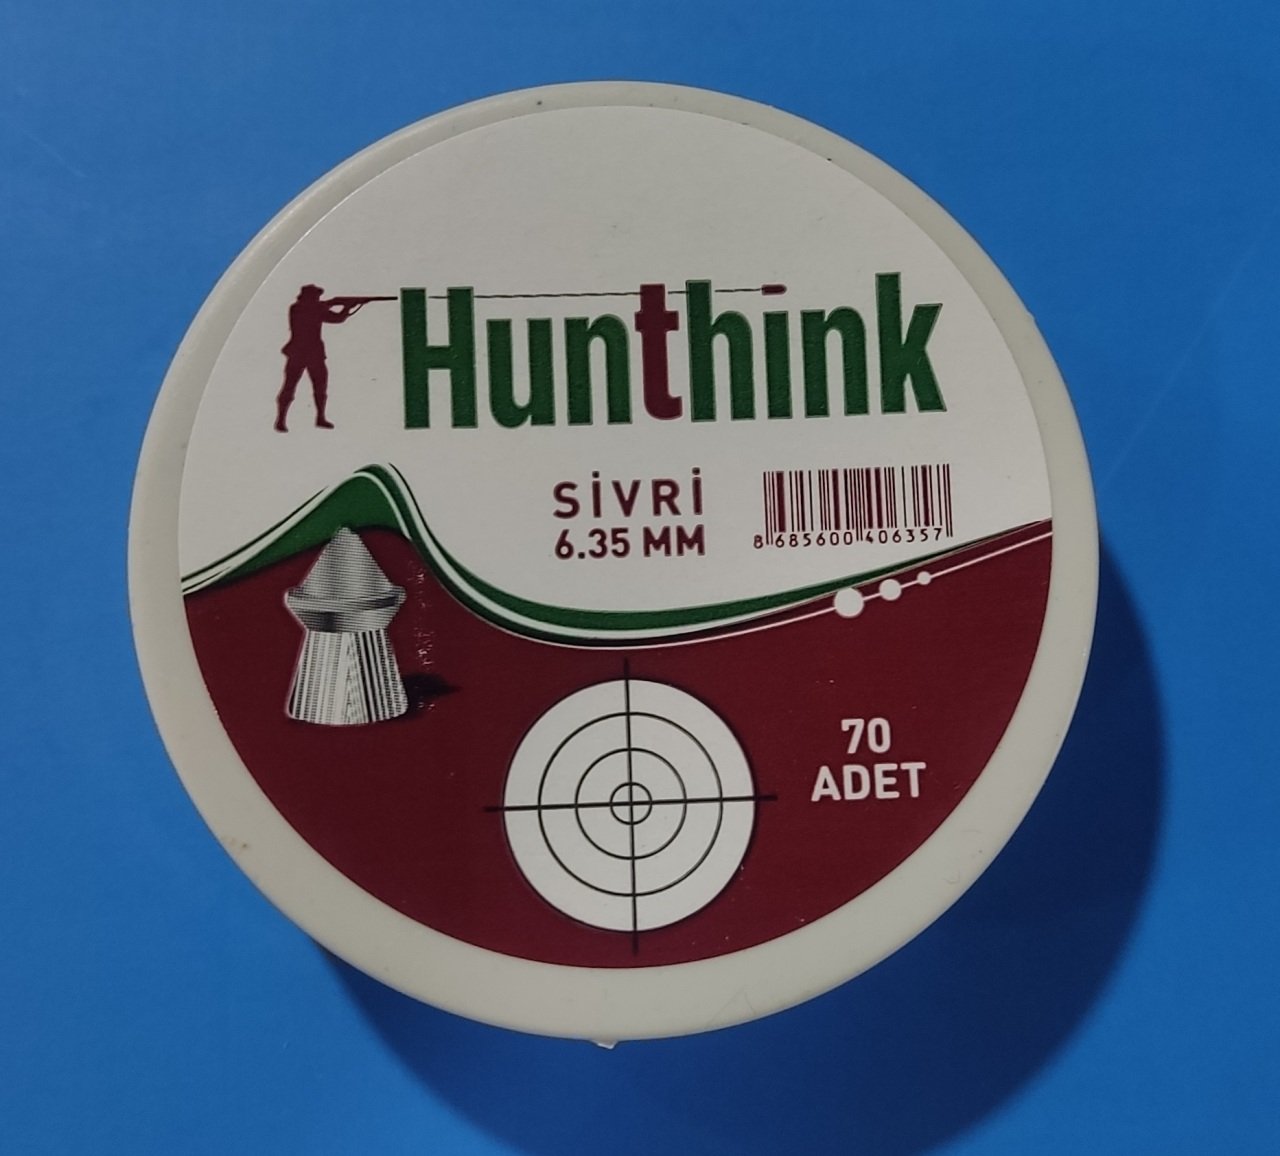 Hunthink
SİVRİ
6.35 MM
8 685600 406357
70
ADET